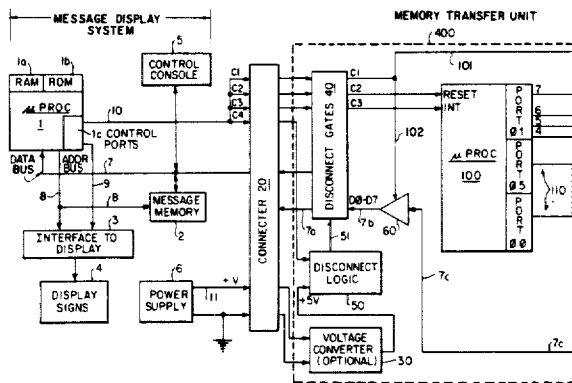 MESSAGE DISPLAY
SYSTEM
MEMORY TRANSFER UNIT
400
1a
1b
RAM
ROM
μ PROC
1
1c CONTROL
PORTS
DATA
BUS
ADDR
BUS
5
CONTROL
CONSOLE
10
7
8
9
8
MESSAGE
MEMORY
2
3
INTERFACE
TO DISPLAY
4
DISPLAY
SIGNS
6
POWER
SUPPLY
+V
11
C1
C2
C3
C4
CONNECTER 20
DISCONNECT GATES 40
C1
C2
C3
101
102
7a
D0-D7
7b
60
51
DISCONNECT
LOGIC
+5V
50
VOLTAGE
CONVERTER
(OPTIONAL)
30
RESET
INT
μ PROC
100
PORT
01
PORT
05
PORT
00
7
6
5
4
110
7c
7c